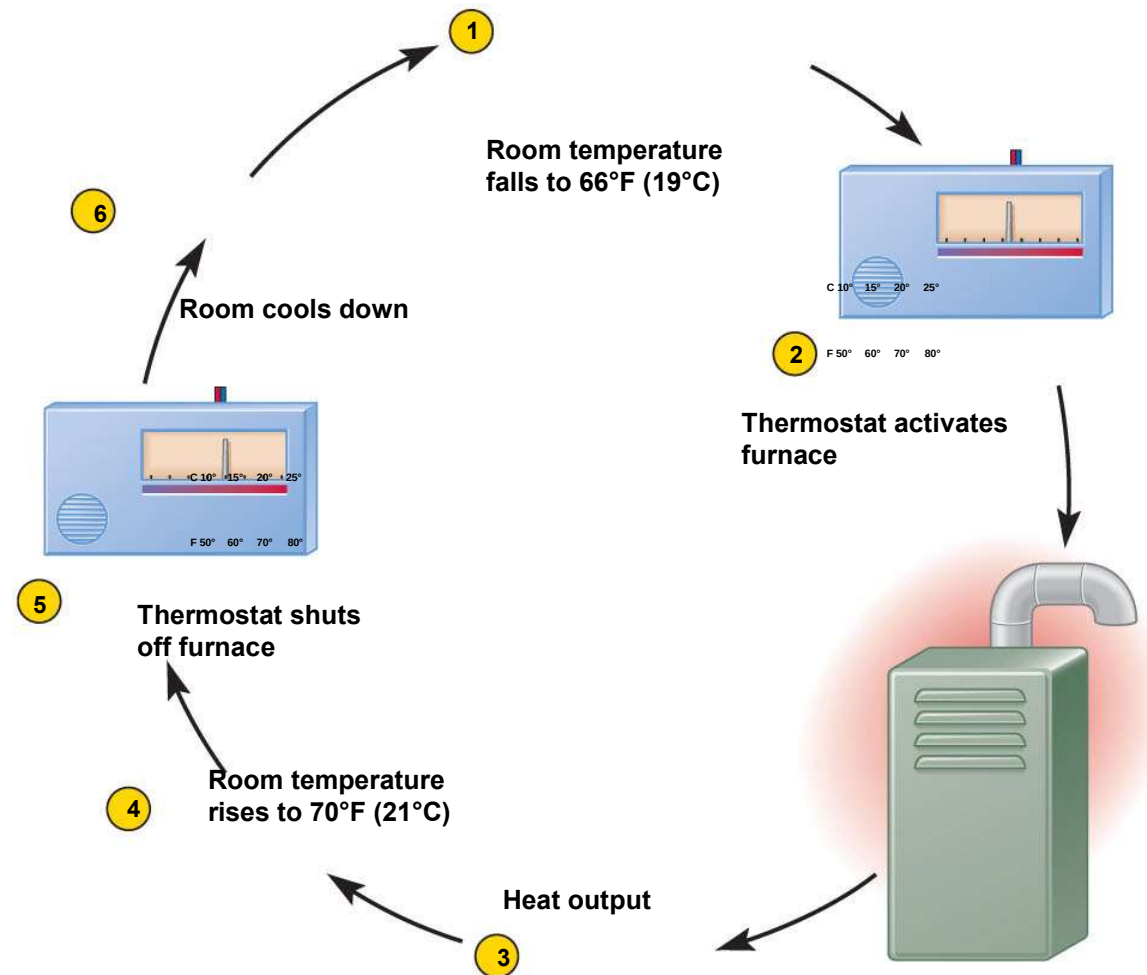 1
Room temperature
falls to 66°F (19°C)
C 10° 15° 20° 25°
2
F 50° 60° 70° 80°
Thermostat activates
furnace
3
Heat output
4
Room temperature
rises to 70°F (21°C)
5
Thermostat shuts
off furnace
C 10° 15° 20° 25°
F 50° 60° 70° 80°
6
Room cools down